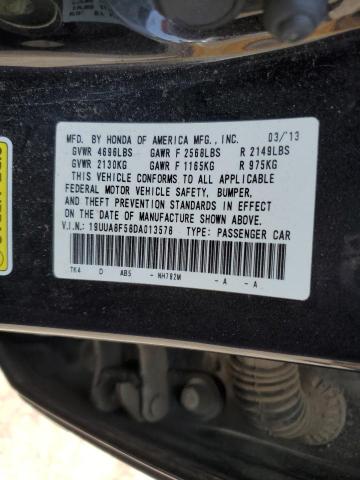 MFD. BY HONDA OF AMERICA MFG., INC. 03/13
GVWR 4696LBS GAWR F 2568LBS R 2149LBS
GVWR 2130KG GAWR F 1165KG R 975KG
THIS VEHICLE CONFORMS TO ALL APPLICABLE
FEDERAL MOTOR VEHICLE SAFETY, BUMPER,
AND THEFT PREVENTION STANDARDS IN EFFECT
ON THE DATE OF MANUFACTURE SHOWN ABOVE.
V.I.N.: 19UUA8F58DA013578 TYPE: PASSENGER CAR
TK4 D AB5 -NH782M -A -A